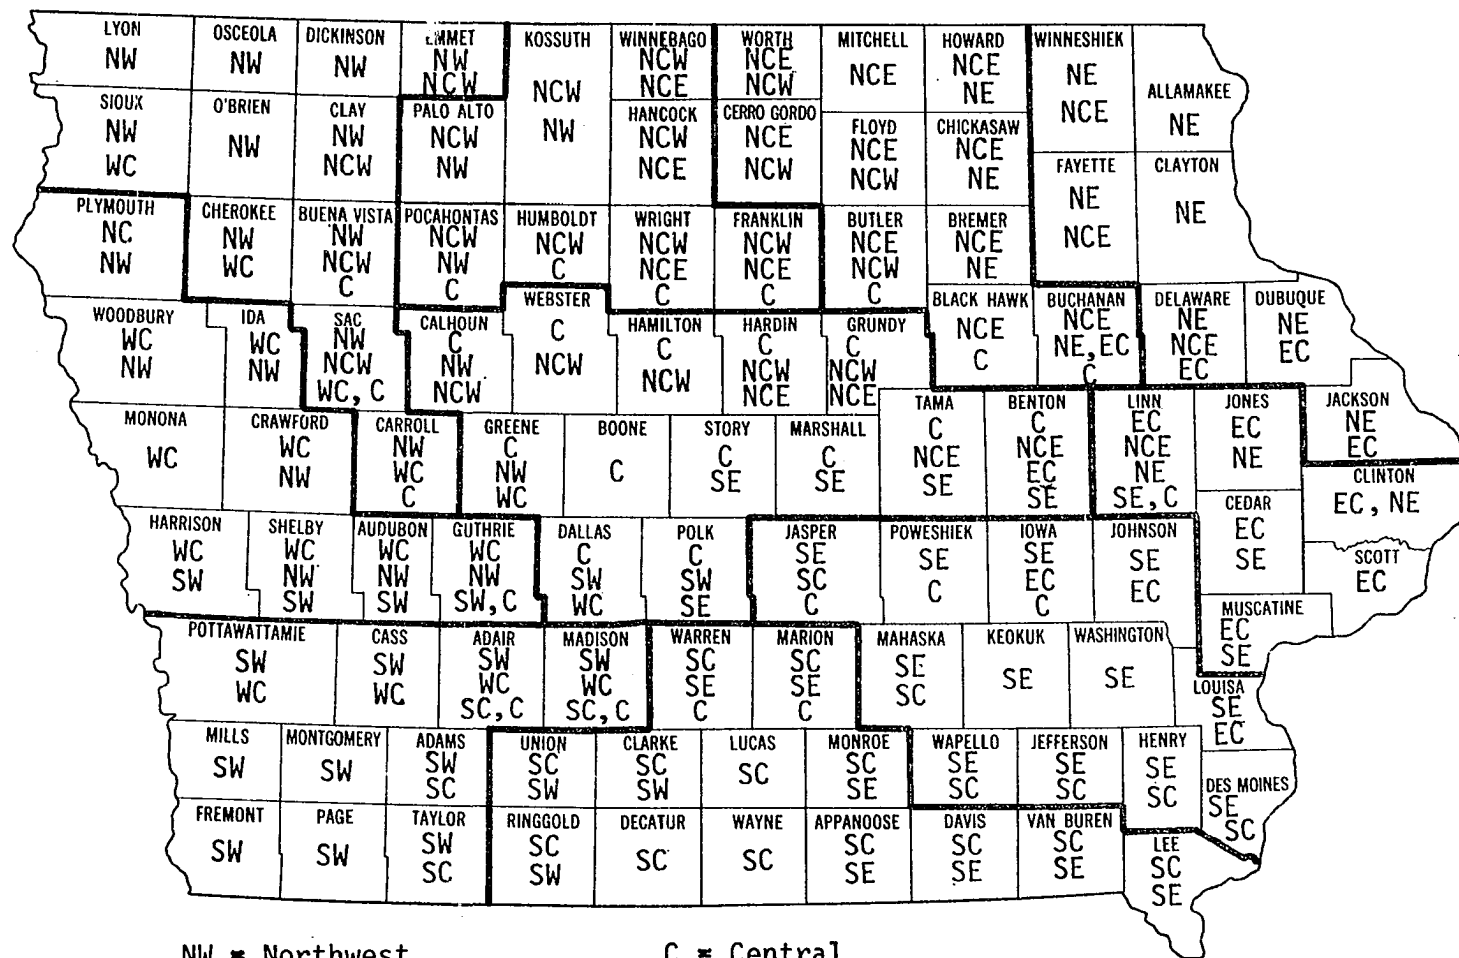 LYON
NW
OSCEOLA
NW
DICKINSON
NW
EMMET
NW
NCW
KOSSUTH
NCW
NW
WINNEBAGO
NCW
NCE
WORTH
NCE
NCW
MITCHELL
NCE
HOWARD
NCE
NE
WINNESHIEK
NE
NCE
ALLAMAKEE
NE
SIOUX
NW
WC
O'BRIEN
NW
CLAY
NW
NCW
PALO ALTO
NCW
NW
HANCOCK
NCW
NCE
CERRO GORDO
NCE
NCW
FLOYD
NCE
NCW
CHICKASAW
NCE
NE
FAYETTE
NE
NCE
CLAYTON
NE
PLYMOUTH
NC
NW
CHEROKEE
NW
WC
BUENA VISTA
NW
NCW
C
POCAHONTAS
NCW
NW
C
HUMBOLDT
NCW
C
WRIGHT
NCW
NCE
C
FRANKLIN
NCW
NCE
C
BUTLER
NCE
NCW
C
BREMER
NCE
NE
WOODBURY
WC
NW
IDA
WC
NW
SAC
NW
NCW
WC, C
CALHOUN
C
NW
NCW
WEBSTER
C
NCW
HAMILTON
C
NCW
HARDIN
C
NCW
NCE
GRUNDY
C
NCW
NCE
BLACK HAWK
NCE
C
BUCHANAN
NCE
NE, EC
C
DELAWARE
NE
NCE
EC
DUBUQUE
NE
EC
MONONA
WC
CRAWFORD
WC
NW
CARROLL
NW
WC
C
GREENE
C
NW
WC
BOONE
C
STORY
C
SE
MARSHALL
C
SE
TAMA
C
NCE
SE
BENTON
C
NCE
EC
SE
LINN
EC
NCE
NE
SE, C
JONES
EC
NE
JACKSON
NE
EC
CLINTON
EC, NE
CEDAR
EC
SE
SCOTT
EC
HARRISON
WC
SW
SHELBY
WC
NW
SW
AUDUBON
WC
NW
SW
GUTHRIE
WC
NW
SW, C
DALLAS
C
SW
WC
POLK
C
SW
SE
JASPER
SE
SC
C
POWESHIEK
SE
C
IOWA
SE
EC
C
JOHNSON
SE
EC
MUSCATINE
EC
SE
POTTAWATTAMIE
SW
WC
CASS
SW
WC
ADAIR
SW
WC
SC, C
MADISON
SW
WC
SC, C
WARREN
SC
SE
C
MARION
SC
SE
C
MAHASKA
SE
SC
KEOKUK
SE
WASHINGTON
SE
LOUISA
SE
EC
MILLS
SW
MONTGOMERY
SW
ADAMS
SW
SC
UNION
SC
SW
CLARKE
SC
SW
LUCAS
SC
MONROE
SC
SE
WAPELLO
SE
SC
JEFFERSON
SE
SC
HENRY
SE
SC
DES MOINES
SE
SC
FREMONT
SW
PAGE
SW
TAYLOR
SW
SC
RINGGOLD
SC
SW
DECATUR
SC
WAYNE
SC
APPANOOSE
SC
SE
DAVIS
SC
SE
VAN BUREN
SC
SE
LEE
SC
SE
NW = Northwest
C = Central